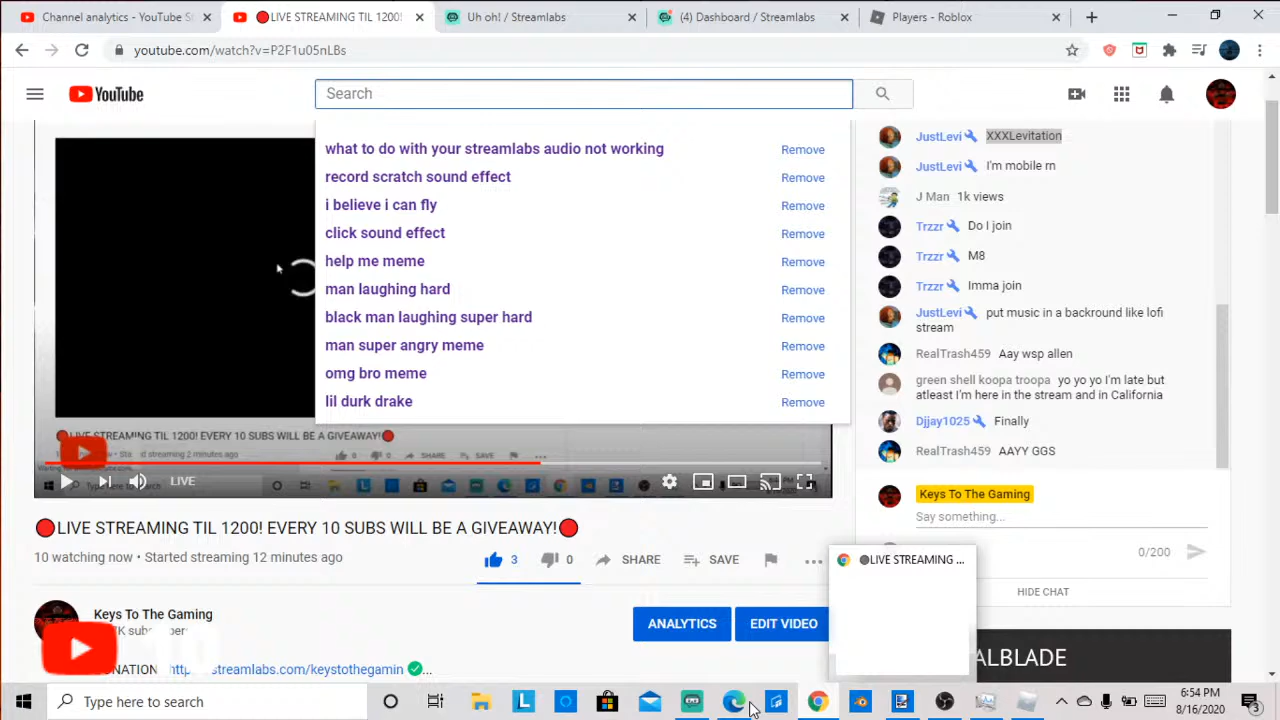 Channel analytics - YouTube S
LIVE STREAMING TIL 1200!
Uh oh! / Streamlabs
(4) Dashboard / Streamlabs
Players - Roblox
youtube.com/watch?v=P2F1u05nLBs
YouTube
Search
what to do with your streamlabs audio not working Remove
record scratch sound effect Remove
i believe i can fly Remove
click sound effect Remove
help me meme Remove
man laughing hard Remove
black man laughing super hard Remove
man super angry meme Remove
omg bro meme Remove
lil durk drake Remove
LIVE STREAMING TIL 1200! EVERY 10 SUBS WILL BE A GIVEAWAY!
streaming 2 minutes ago
SHARE
SAVE
LIVE
LIVE STREAMING TIL 1200! EVERY 10 SUBS WILL BE A GIVEAWAY!
10 watching now • Started streaming 12 minutes ago
3
0
SHARE
SAVE
Keys To The Gaming
ANALYTICS
EDIT VIDEO
streamlabs.com/keystothegamin
JustLevi XXXLevitation
JustLevi I'm mobile rn
J Man 1k views
Trzzr Do I join
Trzzr M8
Trzzr Imma join
JustLevi put music in a backround like lofi
stream
RealTrash459 Aay wsp allen
green shell koopa troopa yo yo yo I'm late but
atleast I'm here in the stream and in California
Djjay1025 Finally
RealTrash459 AAYY GGS
Keys To The Gaming
Say something...
0/200
HIDE CHAT
LIVE STREAMING ...
ALBLADE
Type here to search
6:54 PM
8/16/2020
3